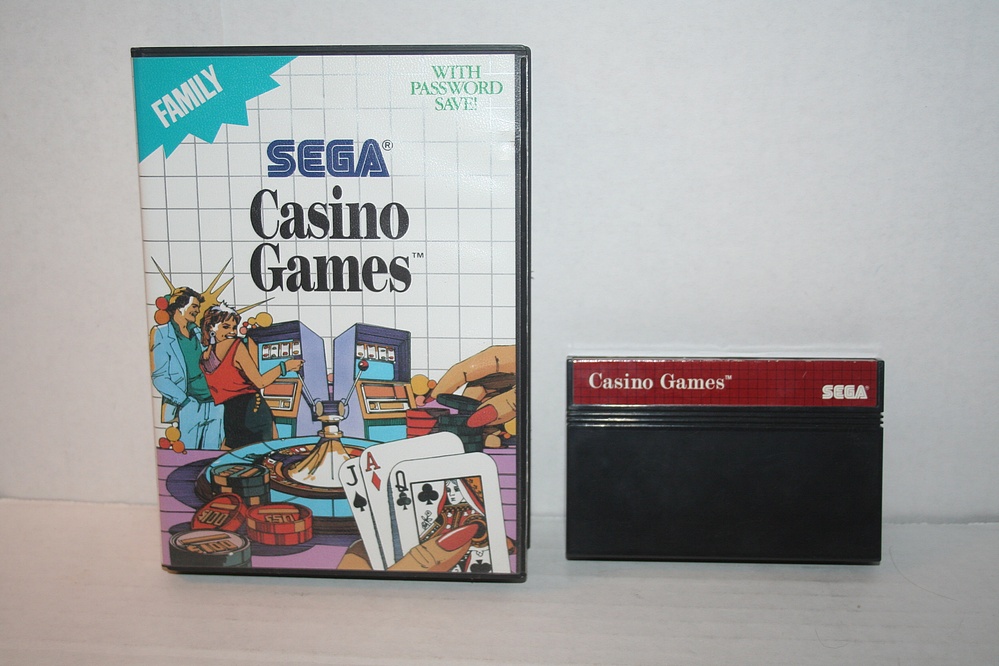 FAMILY
WITH
PASSWORD
SAVE!
SEGA®
Casino
Games™
J
A
Q
Casino Games™
SEGA®